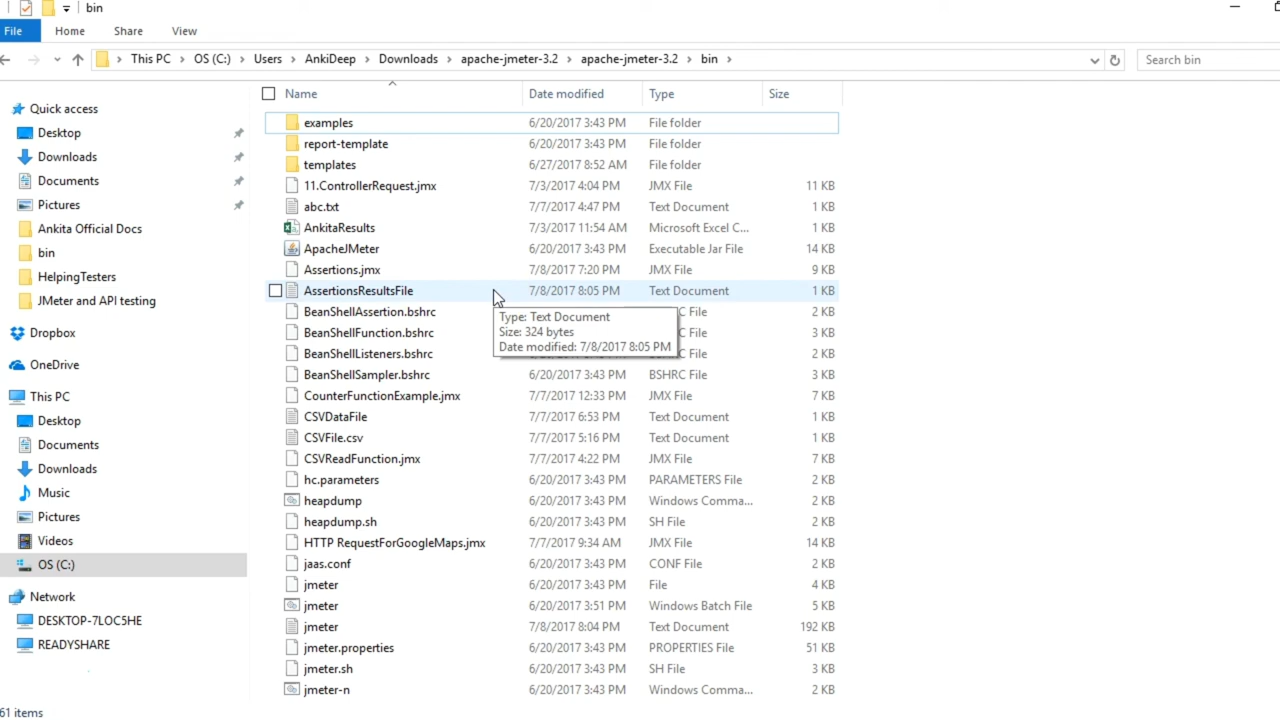 bin
File Home Share View
This PC OS (C:) Users AnkiDeep Downloads apache-jmeter-3.2 apache-jmeter-3.2 bin Search bin
Name Date modified Type Size
Quick access
Desktop
Downloads
Documents
Pictures
Ankita Official Docs
bin
HelpingTesters
JMeter and API testing
Dropbox
OneDrive
This PC
Desktop
Documents
Downloads
Music
Pictures
Videos
OS (C:)
Network
DESKTOP-7LOC5HE
READYSHARE
examples 6/20/2017 3:43 PM File folder
report-template 6/20/2017 3:43 PM File folder
templates 6/27/2017 8:52 AM File folder
11.ControllerRequest.jmx 7/3/2017 4:04 PM JMX File 11 KB
abc.txt 7/7/2017 4:47 PM Text Document 1 KB
AnkitaResults 7/3/2017 11:54 AM Microsoft Excel C... 1 KB
ApacheJMeter 6/20/2017 3:43 PM Executable Jar File 14 KB
Assertions.jmx 7/8/2017 7:20 PM JMX File 9 KB
AssertionsResultsFile 7/8/2017 8:05 PM Text Document 1 KB
BeanShellAssertion.bshrc C File 2 KB
BeanShellFunction.bshrc C File 3 KB
BeanShellListeners.bshrc C File 2 KB
Type: Text Document
Size: 324 bytes
Date modified: 7/8/2017 8:05 PM
BeanShellSampler.bshrc 6/20/2017 3:43 PM BSHRC File 3 KB
CounterFunctionExample.jmx 7/7/2017 12:33 PM JMX File 7 KB
CSVDataFile 7/7/2017 6:53 PM Text Document 1 KB
CSVFile.csv 7/7/2017 5:16 PM Text Document 1 KB
CSVReadFunction.jmx 7/7/2017 4:22 PM JMX File 7 KB
hc.parameters 6/20/2017 3:43 PM PARAMETERS File 2 KB
heapdump 6/20/2017 3:43 PM Windows Comma... 2 KB
heapdump.sh 6/20/2017 3:43 PM SH File 2 KB
HTTP RequestForGoogleMaps.jmx 7/7/2017 9:34 AM JMX File 14 KB
jaas.conf 6/20/2017 3:43 PM CONF File 2 KB
jmeter 6/20/2017 3:43 PM File 4 KB
jmeter 6/20/2017 3:51 PM Windows Batch File 5 KB
jmeter 7/8/2017 8:04 PM Text Document 192 KB
jmeter.properties 6/20/2017 3:43 PM PROPERTIES File 51 KB
jmeter.sh 6/20/2017 3:43 PM SH File 3 KB
jmeter-n 6/20/2017 3:43 PM Windows Comma... 2 KB
61 items